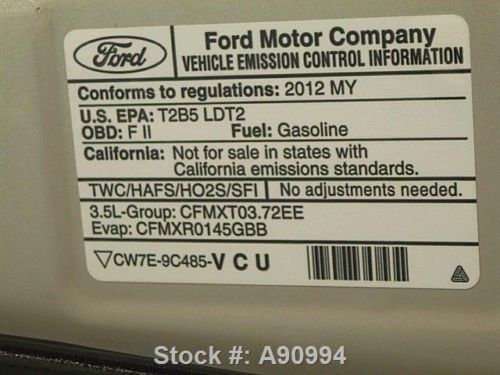 Ford
Ford Motor Company
VEHICLE EMISSION CONTROL INFORMATION
Conforms to regulations: 2012 MY
U.S. EPA: T2B5 LDT2
OBD: F II Fuel: Gasoline
California: Not for sale in states with
California emissions standards.
TWC/HAFS/HO2S/SFI No adjustments needed.
3.5L-Group: CFMXT03.72EE
Evap: CFMXR0145GBB
▽CW7E-9C485-V C U
Stock #: A90994